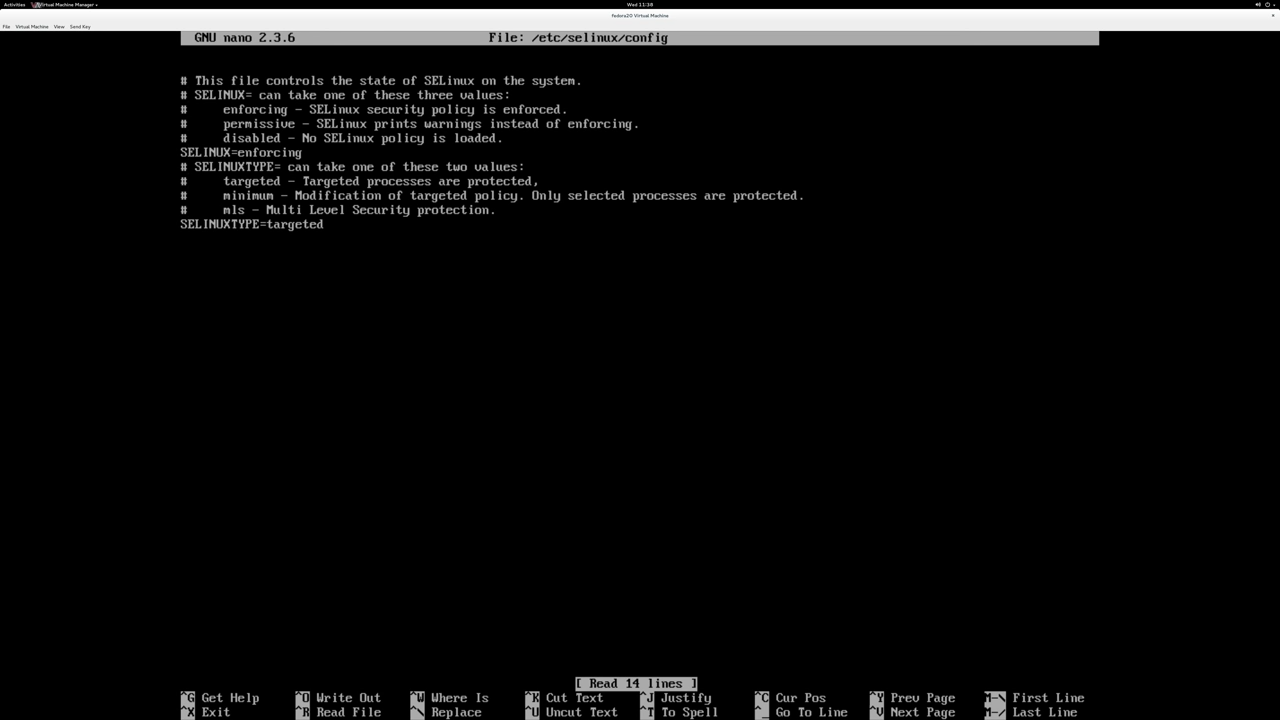 Activities Virtual Machine Manager Wed 11:38
Fedora20 Virtual Machine
File Virtual Machine View Send Key
GNU nano 2.3.6 File: /etc/selinux/config
# This file controls the state of SELinux on the system.
# SELINUX= can take one of these three values:
# enforcing - SELinux security policy is enforced.
# permissive - SELinux prints warnings instead of enforcing.
# disabled - No SELinux policy is loaded.
SELINUX=enforcing
# SELINUXTYPE= can take one of these two values:
# targeted - Targeted processes are protected,
# minimum - Modification of targeted policy. Only selected processes are protected.
# mls - Multi Level Security protection.
SELINUXTYPE=targeted
[ Read 14 lines ]
^G Get Help ^O Write Out ^W Where Is ^K Cut Text ^J Justify ^C Cur Pos ^Y Prev Page M-\ First Line
^X Exit ^R Read File ^\ Replace ^U Uncut Text ^T To Spell ^_ Go To Line ^V Next Page M-/ Last Line